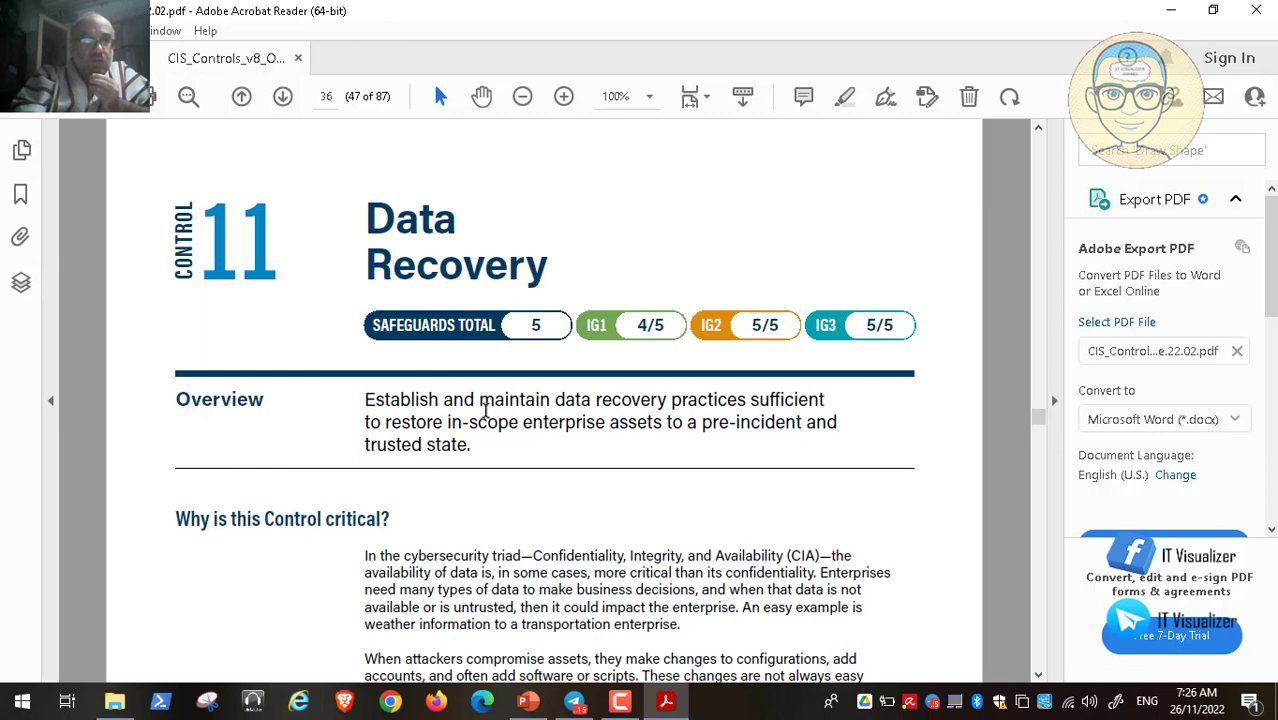 .02.pdf - Adobe Acrobat Reader (64-bit)
indow Help
CIS_Controls_v8_O...
Sign In
36 (47 of 87)
100%
?
IT VISUALIZER
CHANNEL
Search 'Draw Shape'
CONTROL 11
Data
Recovery
SAFEGUARDS TOTAL 5 IG1 4/5 IG2 5/5 IG3 5/5
Overview
Establish and maintain data recovery practices sufficient
to restore in-scope enterprise assets to a pre-incident and
trusted state.
Why is this Control critical?
In the cybersecurity triad—Confidentiality, Integrity, and Availability (CIA)—the
availability of data is, in some cases, more critical than its confidentiality. Enterprises
need many types of data to make business decisions, and when that data is not
available or is untrusted, then it could impact the enterprise. An easy example is
weather information to a transportation enterprise.
When attackers compromise assets, they make changes to configurations, add
accounts, and often add software or scripts. These changes are not always easy
Export PDF
Adobe Export PDF
Convert PDF Files to Word
or Excel Online
Select PDF File
CIS_Control...e.22.02.pdf
Convert to
Microsoft Word (*.docx)
Document Language:
English (U.S.) Change
IT Visualizer
Convert, edit and e-sign PDF
forms & agreements
IT Visualizer
Free 7-Day Trial
15
ENG
7:26 AM
26/11/2022